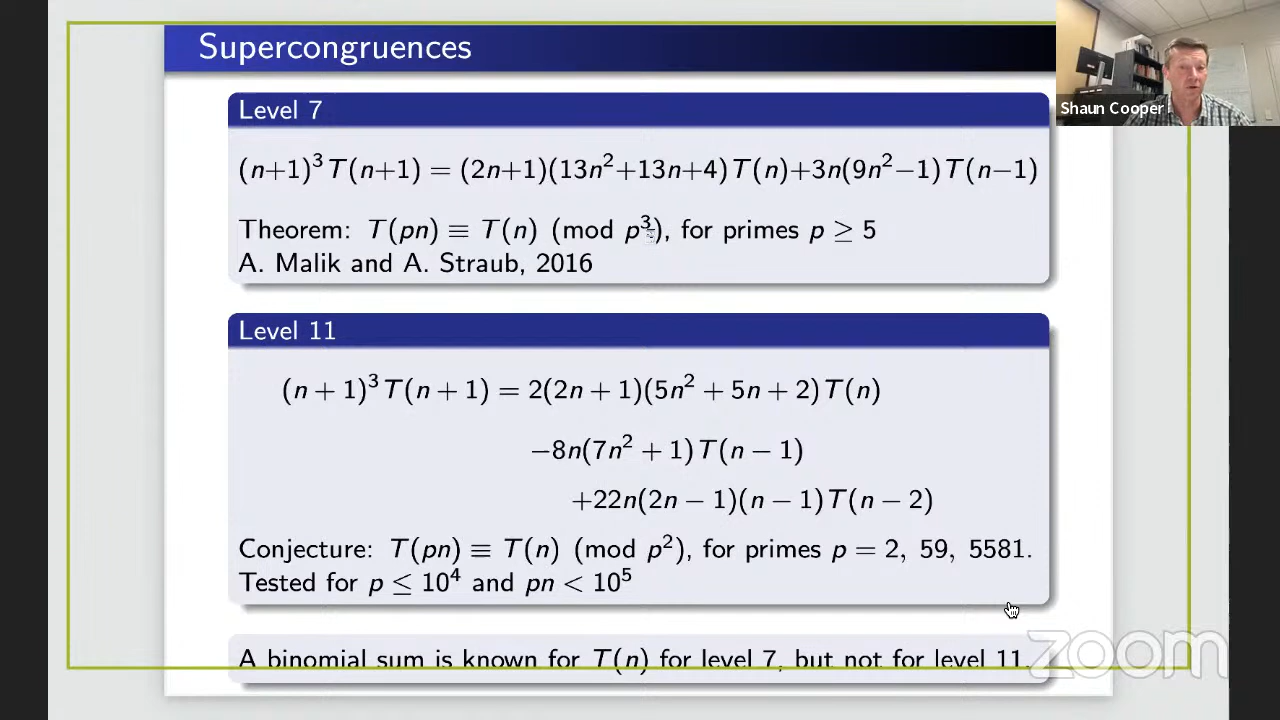 Supercongruences
Shaun Cooper
Level 7
(n+1)³T(n+1) = (2n+1)(13n²+13n+4)T(n)+3n(9n²−1)T(n−1)
Theorem: T(pn) ≡ T(n) (mod p³), for primes p ≥ 5
A. Malik and A. Straub, 2016
Level 11
(n + 1)³T(n + 1) = 2(2n + 1)(5n² + 5n + 2)T(n)
−8n(7n² + 1)T(n − 1)
+22n(2n − 1)(n − 1)T(n − 2)
Conjecture: T(pn) ≡ T(n) (mod p²), for primes p = 2, 59, 5581.
Tested for p ≤ 10⁴ and pn < 10⁵
A binomial sum is known for T(n) for level 7, but not for level 11.
zoom